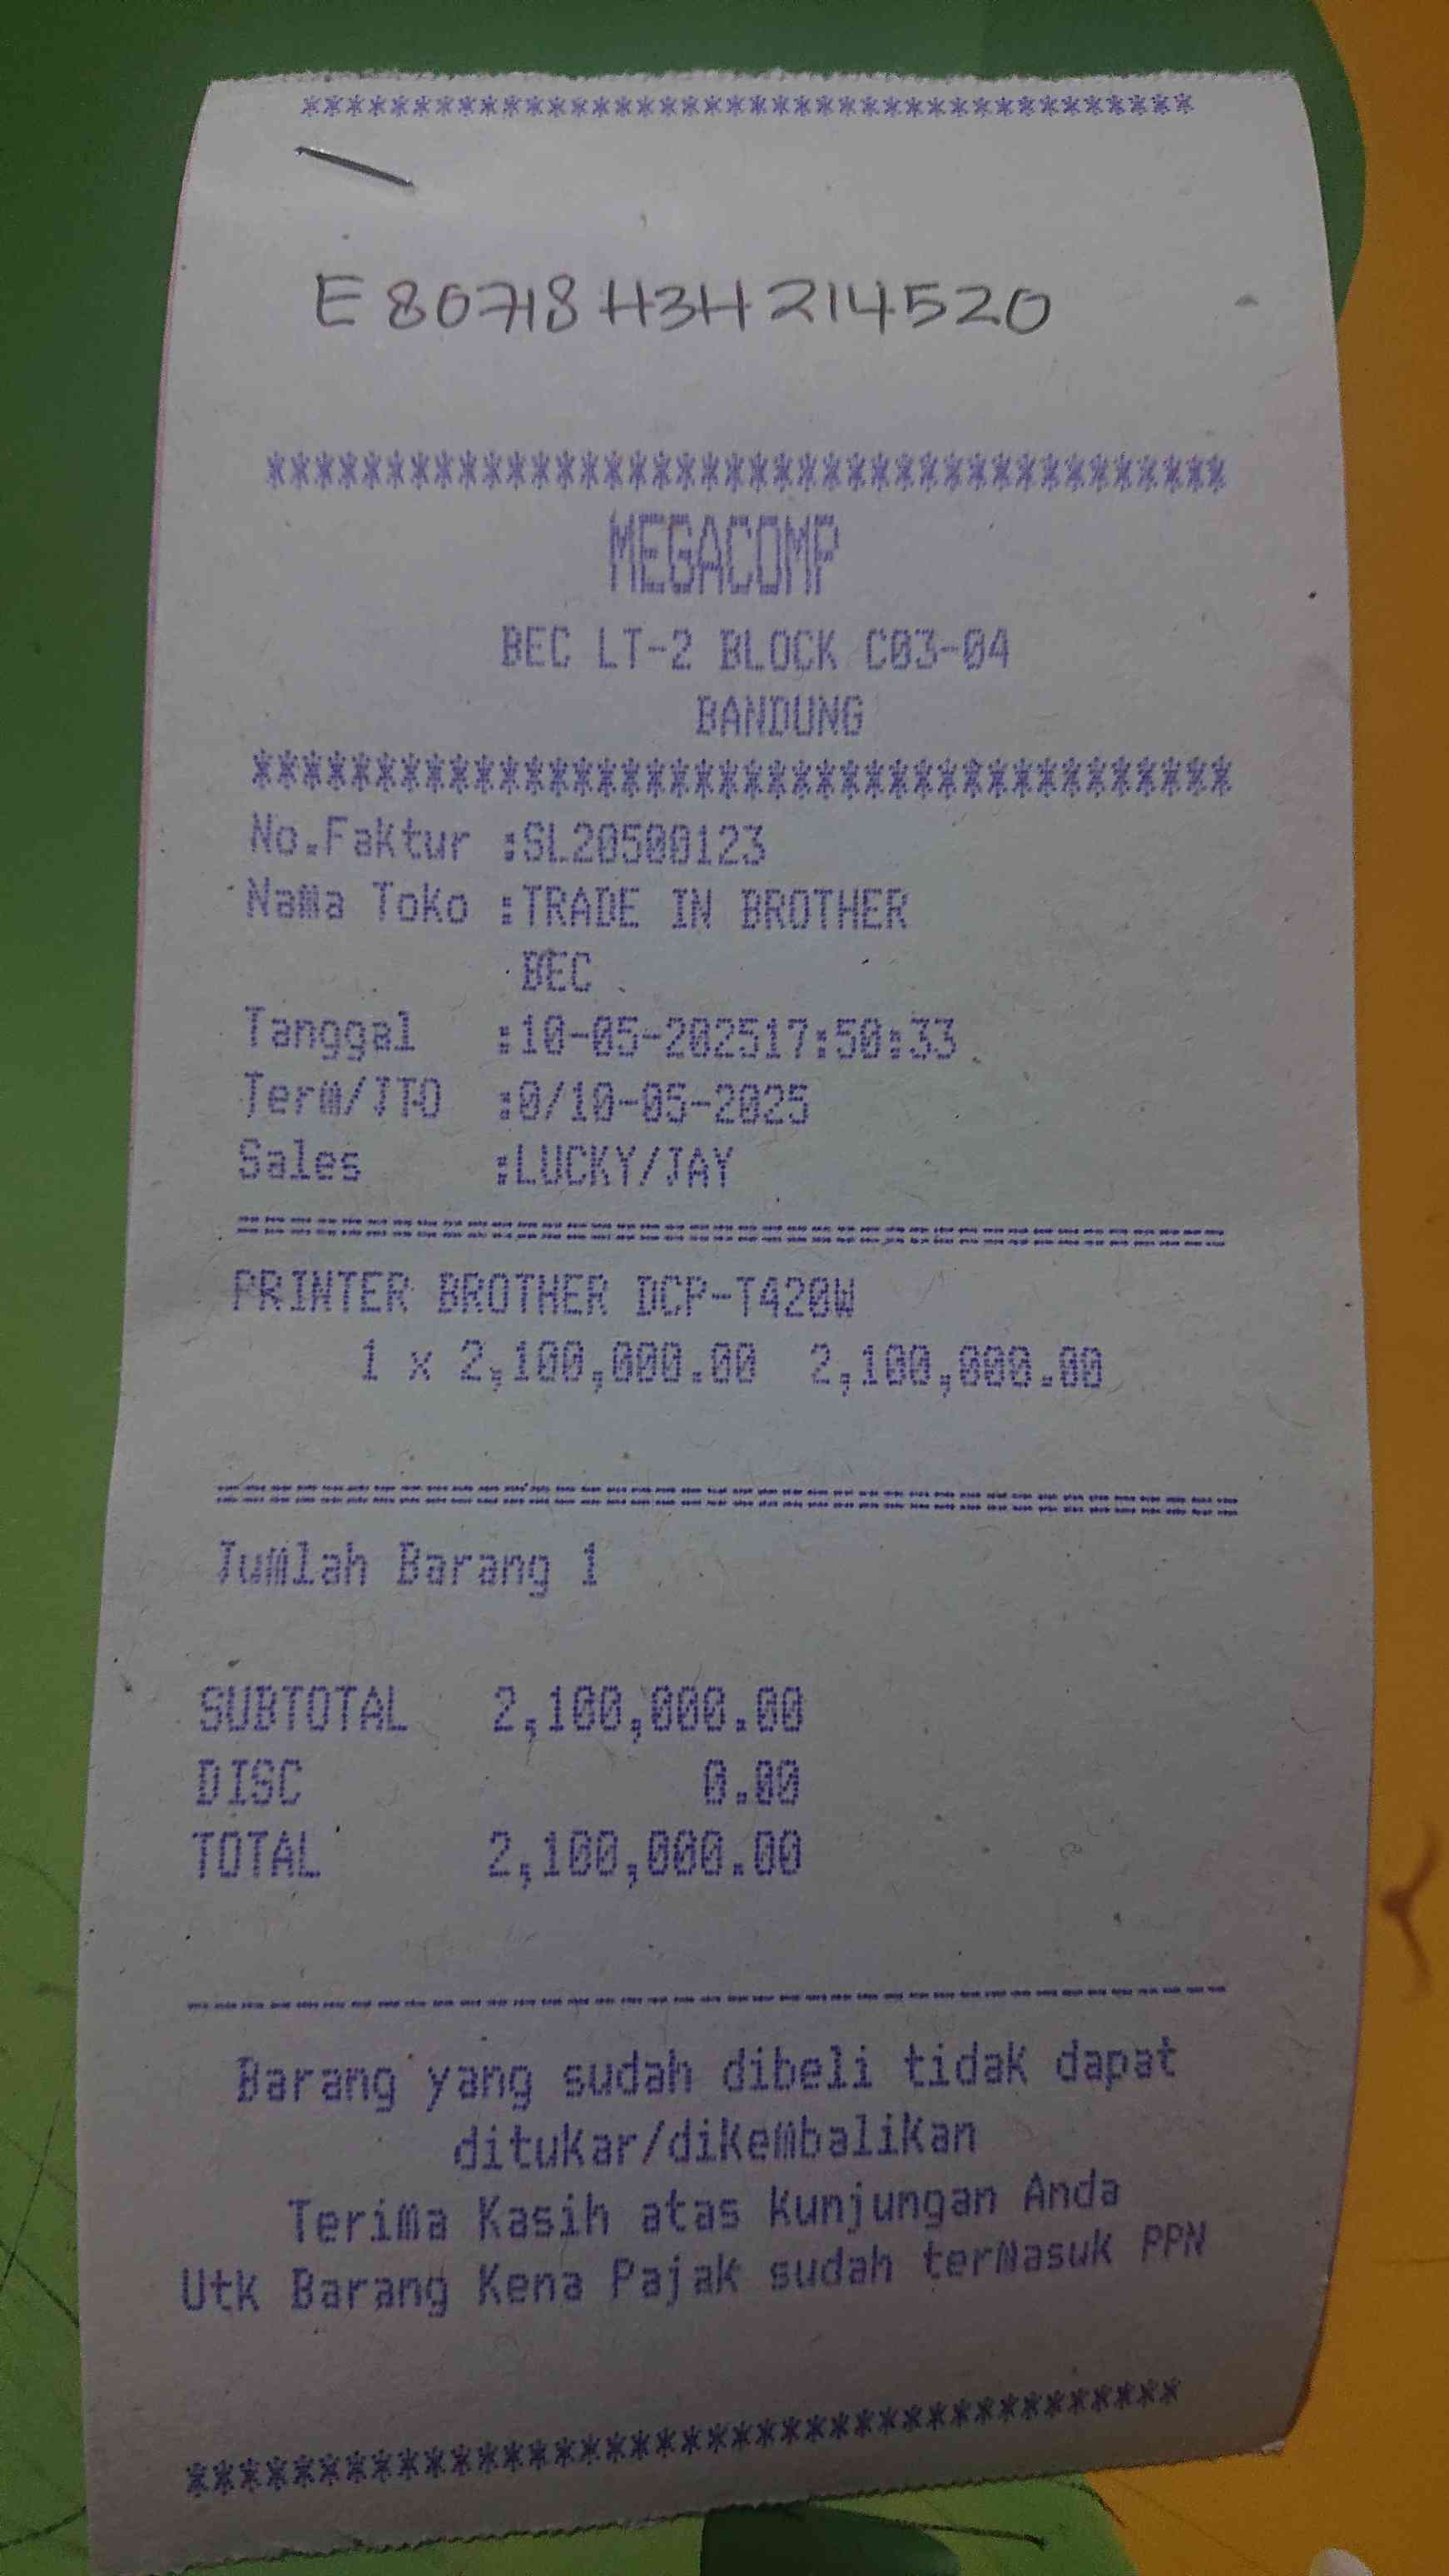 ****************************************
E80718H3H214520
****************************************
MEGACOMP
BEC LT-2 BLOCK C03-04
BANDUNG
****************************************
No.Faktur :SL20500123
Nama Toko :TRADE IN BROTHER
BEC
Tanggal :10-05-202517:50:33
Term/JTO :0/10-05-2025
Sales :LUCKY/JAY
========================================
PRINTER BROTHER DCP-T420W
1 x 2,100,000.00 2,100,000.00
========================================
Jumlah Barang 1
SUBTOTAL 2,100,000.00
DISC 0.00
TOTAL 2,100,000.00
----------------------------------------
Barang yang sudah dibeli tidak dapat
ditukar/dikembalikan
Terima Kasih atas kunjungan Anda
Utk Barang Kena Pajak sudah termasuk PPN
****************************************